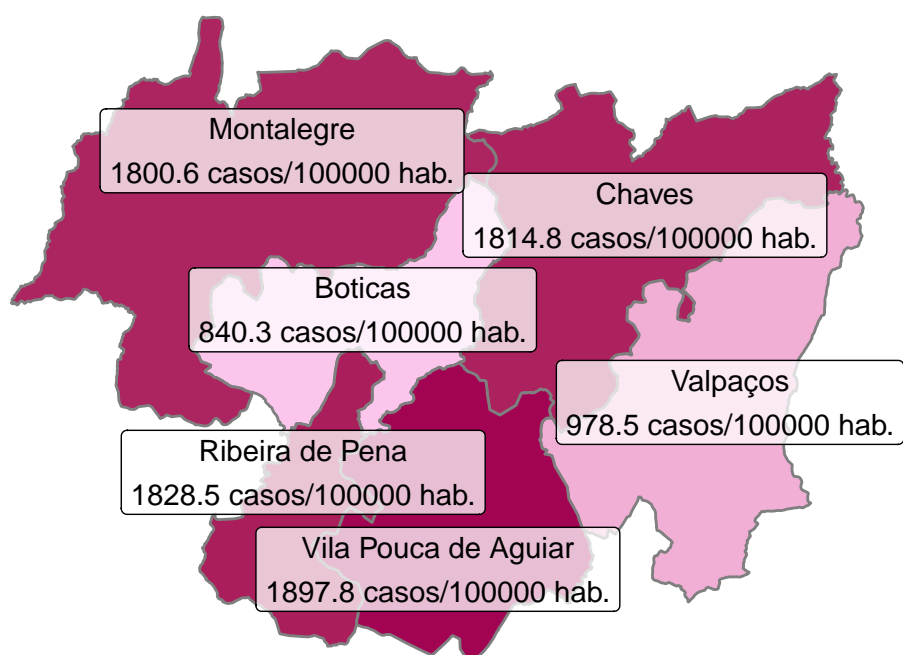 Montalegre
1800.6 casos/100000 hab.
Chaves
1814.8 casos/100000 hab.
Boticas
840.3 casos/100000 hab.
Valpaços
978.5 casos/100000 hab.
Ribeira de Pena
1828.5 casos/100000 hab.
Vila Pouca de Aguiar
1897.8 casos/100000 hab.